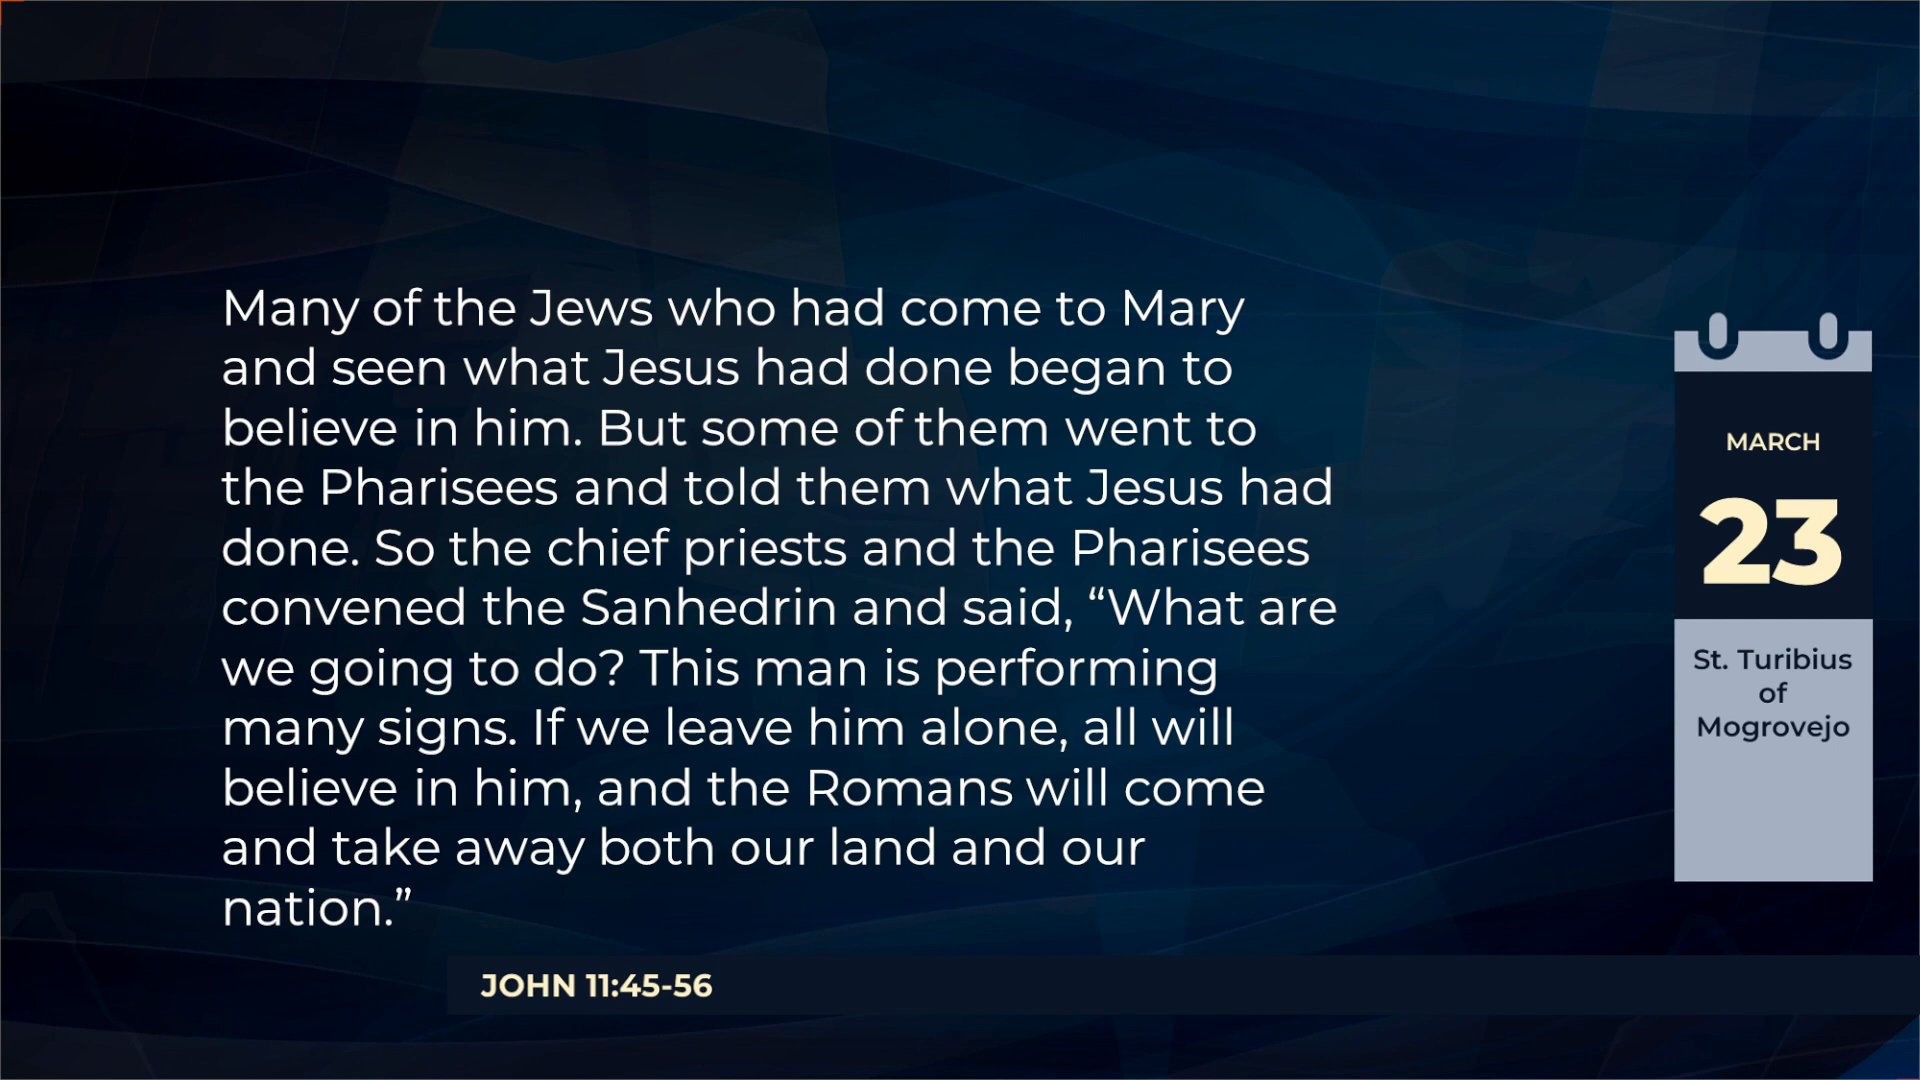 Many of the Jews who had come to Mary
and seen what Jesus had done began to
believe in him. But some of them went to
the Pharisees and told them what Jesus had
done. So the chief priests and the Pharisees
convened the Sanhedrin and said, “What are
we going to do? This man is performing
many signs. If we leave him alone, all will
believe in him, and the Romans will come
and take away both our land and our
nation.”
JOHN 11:45-56
MARCH
23
St. Turibius
of
Mogrovejo